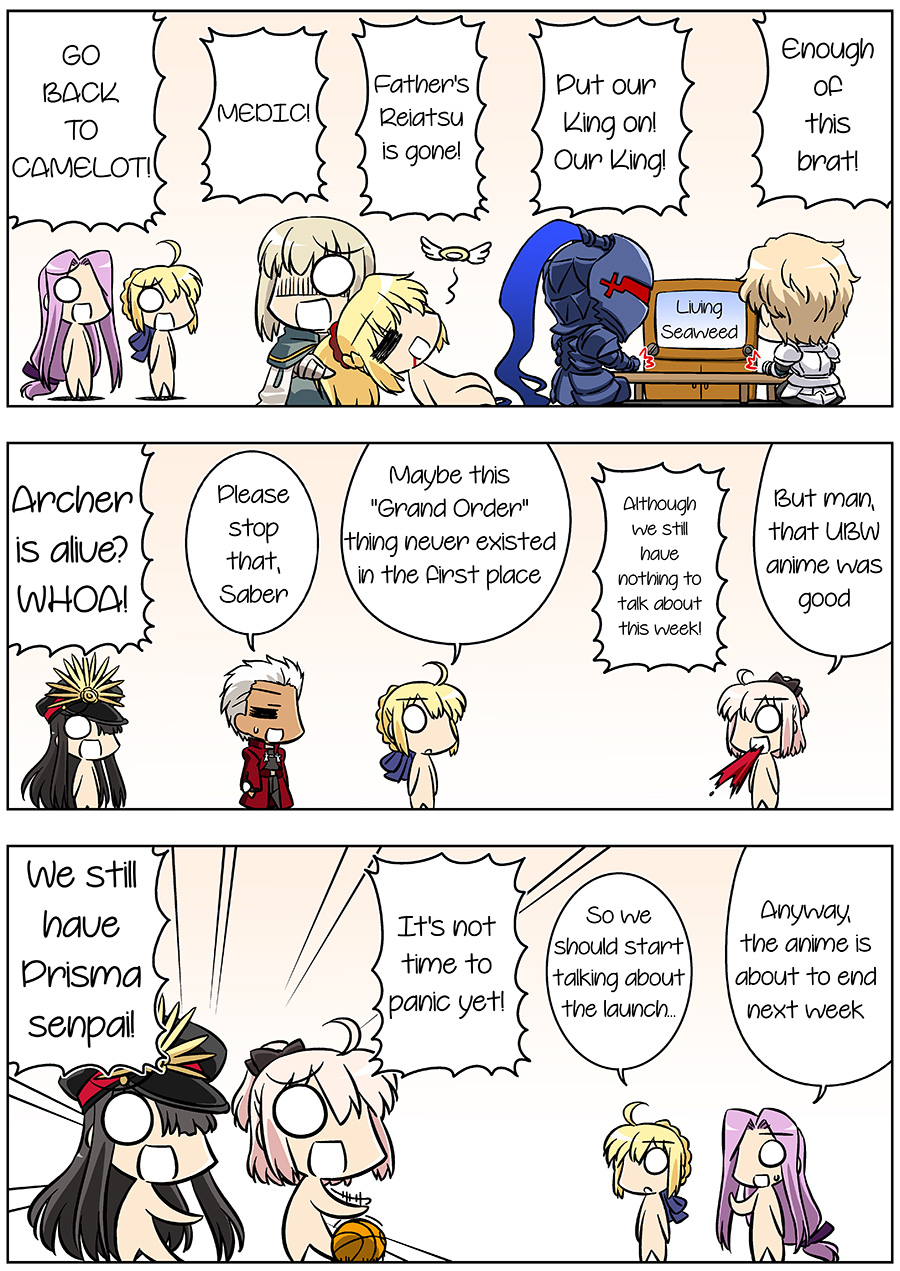 Enough
of
this
brat!
Put our
King on!
Our King!
Living
Seaweed
Father's
Reiatsu
is gone!
MEDIC!
GO
BACK
TO
CAMELOT!
But man,
that UBW
anime was
good
Although
we still
have
nothing to
talk about
this week!
Maybe this
"Grand Order"
thing never existed
in the first place
Please
stop
that,
Saber
Archer
is alive?
WHOA!
Anyway,
the anime is
about to end
next week
So we
should start
talking about
the launch...
It's not
time to
panic yet!
We still
have
Prisma
senpai!